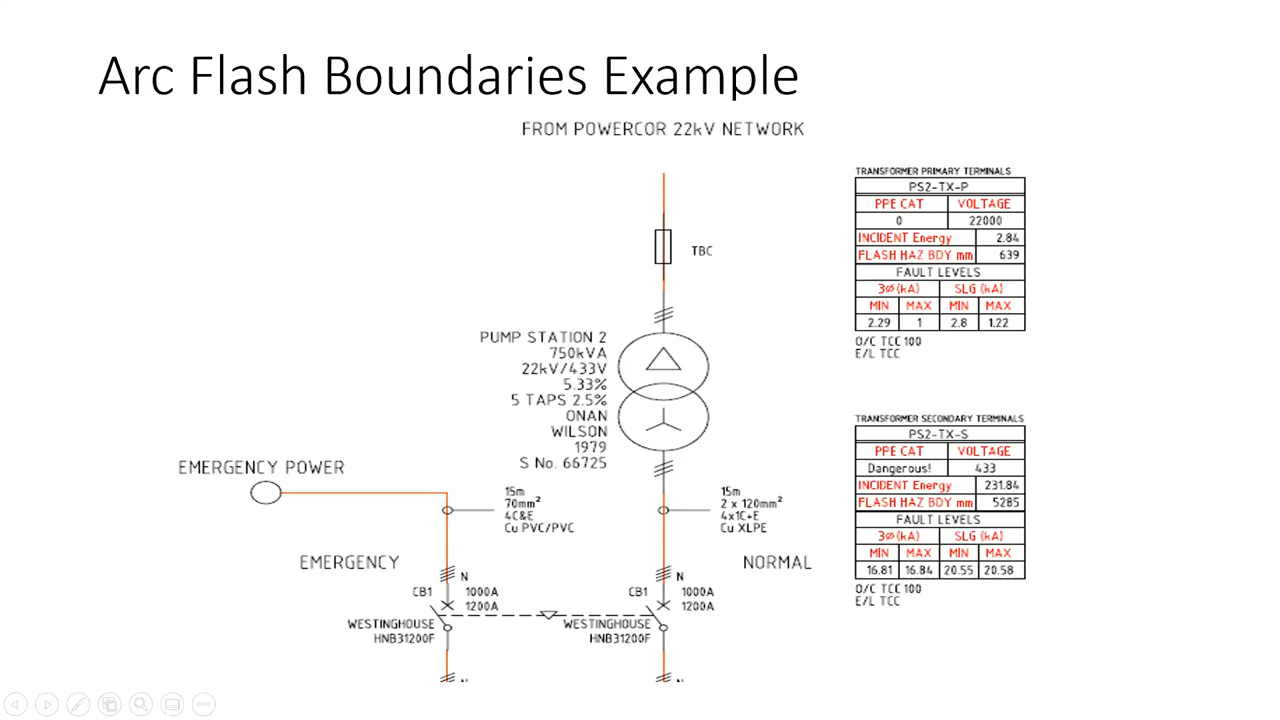 Arc Flash Boundaries Example
FROM POWERCOR 22kV NETWORK
TBC
PUMP STATION 2
750kVA
22kV/433V
5.33%
5 TAPS 2.5%
ONAN
WILSON
1979
S No. 66725
EMERGENCY POWER
15m
70mm²
4C&E
Cu PVC/PVC
15m
2 x 120mm²
4x1C+E
Cu XLPE
EMERGENCY
NORMAL
N
CB1 1000A
1200A
WESTINGHOUSE
HNB31200F
N
N
CB1 1000A
1200A
WESTINGHOUSE
HNB31200F
N
TRANSFORMER PRIMARY TERMINALS
PS2-TX-P
PPE CAT VOLTAGE
0 22000
INCIDENT Energy 2.84
FLASH HAZ BDY mm 639
FAULT LEVELS
3Ø(kA) SLG (kA)
MIN MAX MIN MAX
2.29 1 2.8 1.22
O/C TCC 100
E/L TCC
TRANSFORMER SECONDARY TERMINALS
PS2-TX-S
PPE CAT VOLTAGE
Dangerous! 433
INCIDENT Energy 231.84
FLASH HAZ BDY mm 5285
FAULT LEVELS
3Ø(kA) SLG (kA)
MIN MAX MIN MAX
16.81 16.84 20.55 20.58
O/C TCC 100
E/L TCC